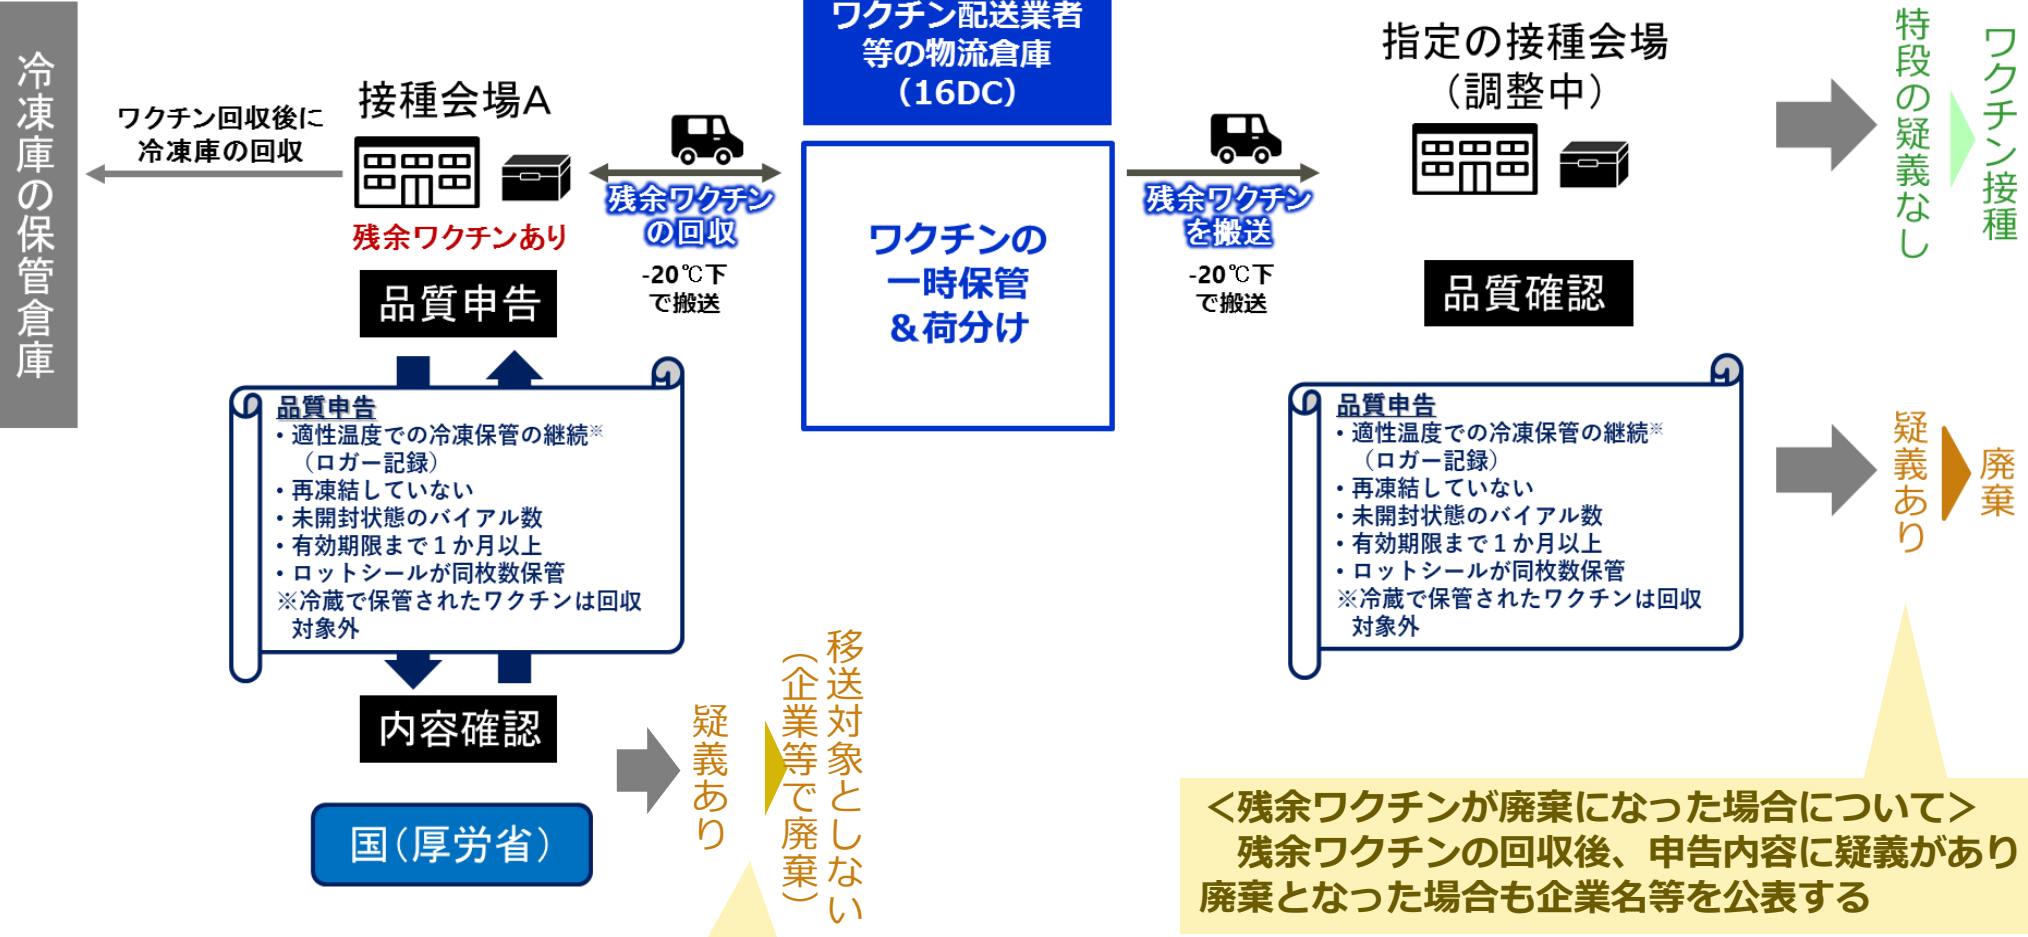 冷凍庫の保管倉庫
ワクチン回収後に
冷凍庫の回収
接種会場A
残余ワクチンあり
品質申告
残余ワクチン
の回収
-20℃下
で搬送
ワクチン配送業者
等の物流倉庫
（16DC）
ワクチンの
一時保管
＆荷分け
残余ワクチン
を搬送
-20℃下
で搬送
指定の接種会場
（調整中）
品質確認
特段の疑義なし
ワクチン接種
品質申告
・適性温度での冷凍保管の継続※
（ロガー記録）
・再凍結していない
・未開封状態のバイアル数
・有効期限まで１か月以上
・ロットシールが同枚数保管
※冷蔵で保管されたワクチンは回収
対象外
品質申告
・適性温度での冷凍保管の継続※
（ロガー記録）
・再凍結していない
・未開封状態のバイアル数
・有効期限まで１か月以上
・ロットシールが同枚数保管
※冷蔵で保管されたワクチンは回収
対象外
疑義あり
廃棄
内容確認
国（厚労省）
疑義あり
移送対象としない
（企業等で廃棄）
＜残余ワクチンが廃棄になった場合について＞
残余ワクチンの回収後、申告内容に疑義があり
廃棄となった場合も企業名等を公表する